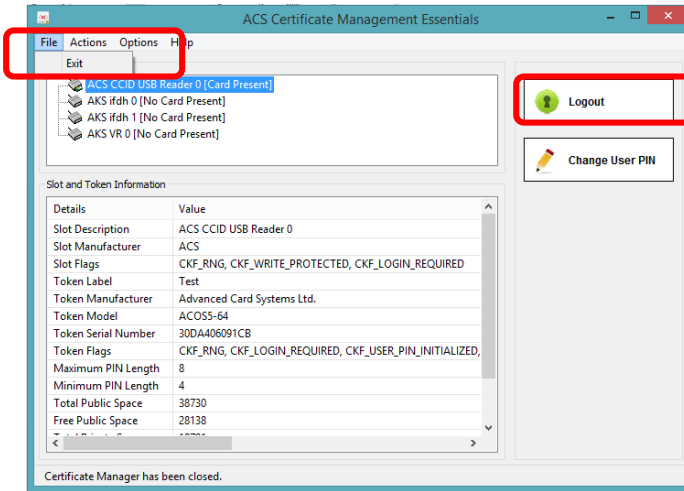 ACS Certificate Management Essentials
File Actions Options Help
Exit
ACS CCID USB Reader 0 [Card Present]
AKS ifdh 0 [No Card Present]
AKS ifdh 1 [No Card Present]
AKS VR 0 [No Card Present]
Logout
Change User PIN
Slot and Token Information
Details Value
Slot Description ACS CCID USB Reader 0
Slot Manufacturer ACS
Slot Flags CKF_RNG, CKF_WRITE_PROTECTED, CKF_LOGIN_REQUIRED
Token Label Test
Token Manufacturer Advanced Card Systems Ltd.
Token Model ACOS5-64
Token Serial Number 30DA406091CB
Token Flags CKF_RNG, CKF_LOGIN_REQUIRED, CKF_USER_PIN_INITIALIZED,
Maximum PIN Length 8
Minimum PIN Length 4
Total Public Space 38730
Free Public Space 28138
Certificate Manager has been closed.